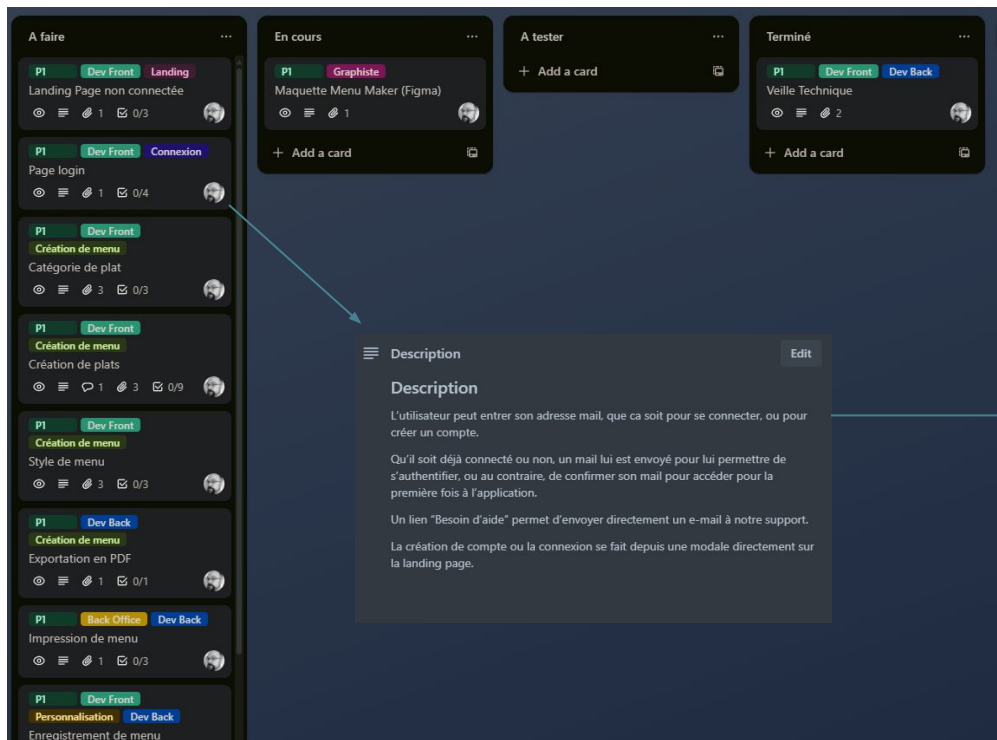 A faire
P1 Dev Front Landing
Landing Page non connectée
1 0/3
P1 Dev Front Connexion
Page login
1 0/4
P1 Dev Front
Création de menu
Catégorie de plat
3 0/3
P1 Dev Front
Création de menu
Création de plats
1 3 0/9
P1 Dev Front
Création de menu
Style de menu
3 0/3
P1 Dev Back
Création de menu
Exportation en PDF
1 0/1
P1 Back Office Dev Back
Impression de menu
1 0/3
P1 Dev Front
Personnalisation Dev Back
Enregistrement de menu
En cours
P1 Graphiste
Maquette Menu Maker (Figma)
1
+ Add a card
A tester
+ Add a card
Terminé
P1 Dev Front Dev Back
Veille Technique
2
+ Add a card
Description Edit
Description
L'utilisateur peut entrer son adresse mail, que ca soit pour se connecter, ou pour
créer un compte.
Qu'il soit déjà connecté ou non, un mail lui est envoyé pour lui permettre de
s'authentifier, ou au contraire, de confirmer son mail pour accéder pour la
première fois à l'application.
Un lien "Besoin d'aide" permet d'envoyer directement un e-mail à notre support.
La création de compte ou la connexion se fait depuis une modale directement sur
la landing page.